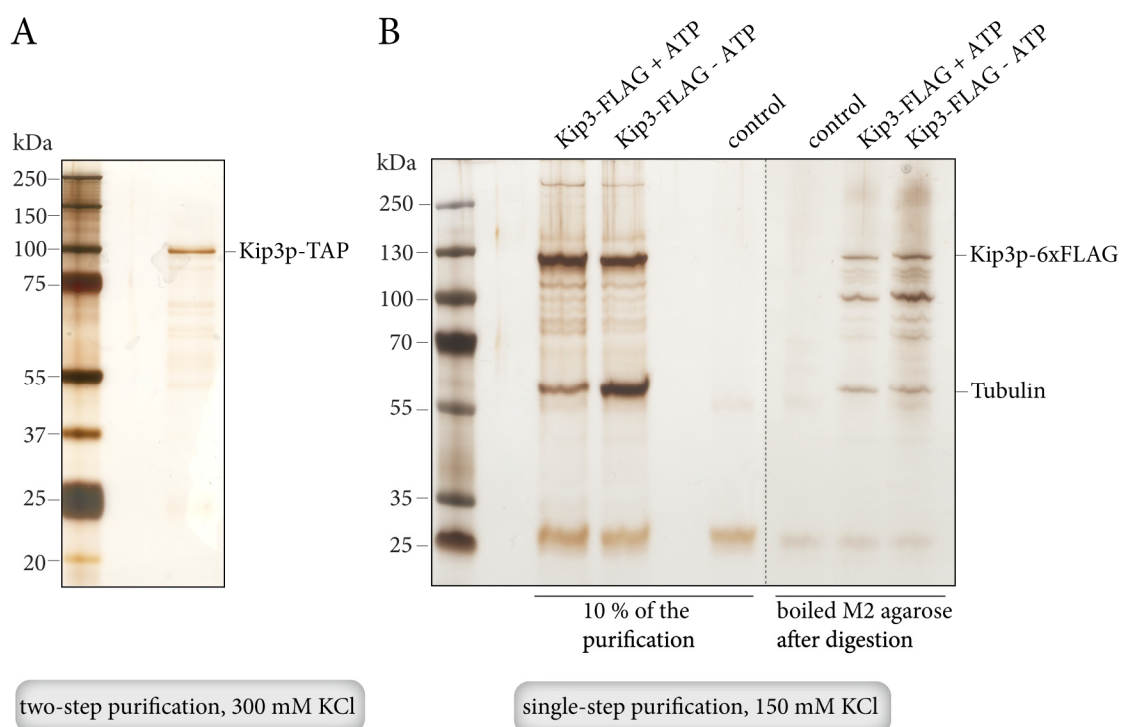 A
kDa
250
150
100
75
55
37
25
20
Kip3p-TAP
two-step purification, 300 mM KCl
B
Kip3-FLAG + ATP
Kip3-FLAG - ATP
control
control
Kip3-FLAG + ATP
Kip3-FLAG - ATP
kDa
250
130
100
70
55
35
25
Kip3p-6xFLAG
Tubulin
10 % of the
purification
boiled M2 agarose
after digestion
single-step purification, 150 mM KCl